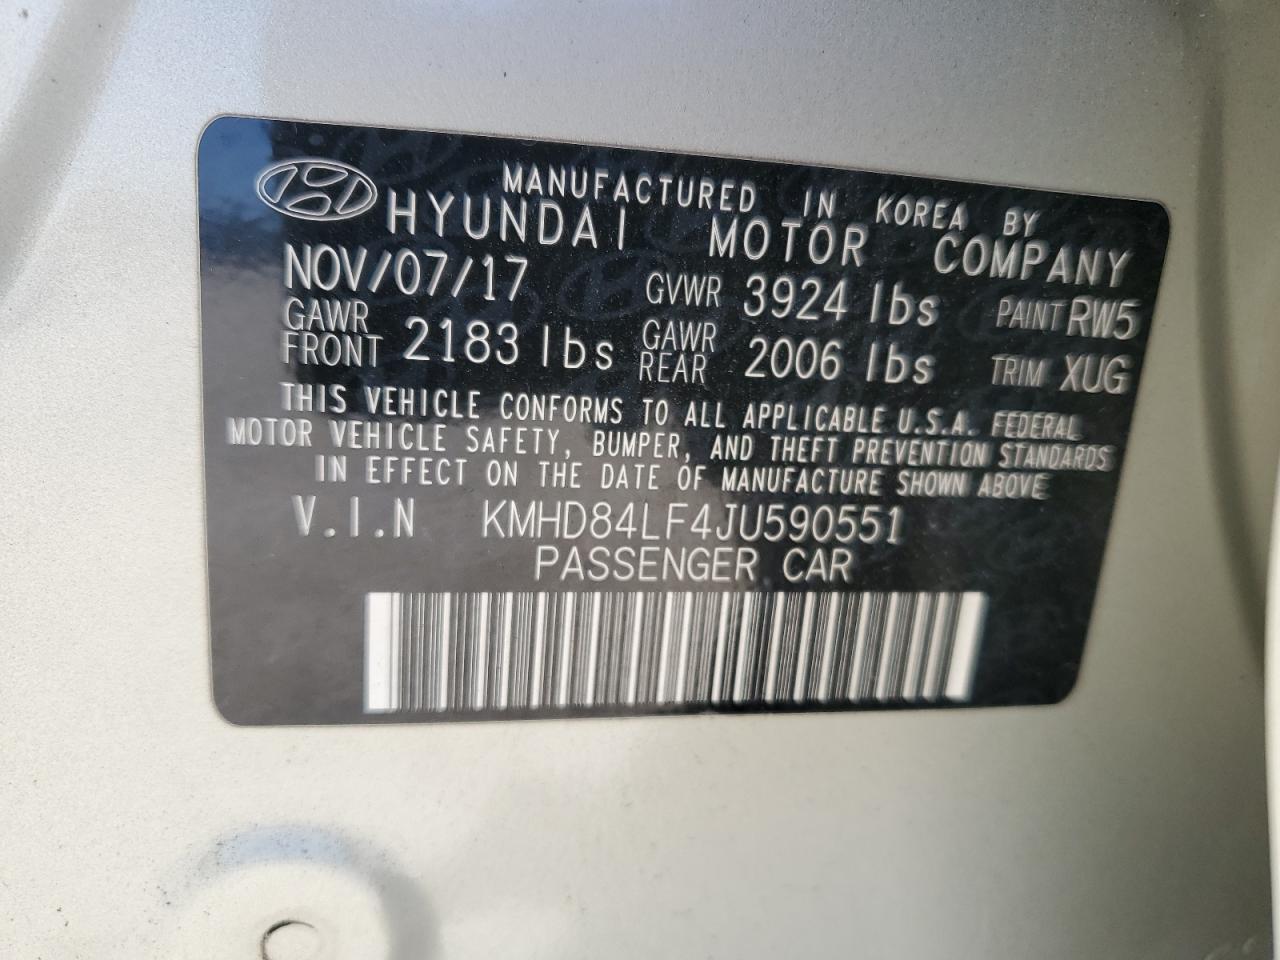 MANUFACTURED IN KOREA BY
HYUNDAI MOTOR COMPANY
NOV/07/17 GVWR 3924 lbs PAINT RW5
GAWR FRONT 2183 lbs GAWR REAR 2006 lbs TRIM XUG
THIS VEHICLE CONFORMS TO ALL APPLICABLE U.S.A. FEDERAL
MOTOR VEHICLE SAFETY, BUMPER, AND THEFT PREVENTION STANDARDS
IN EFFECT ON THE DATE OF MANUFACTURE SHOWN ABOVE
V.I.N KMHD84LF4JU590551
PASSENGER CAR